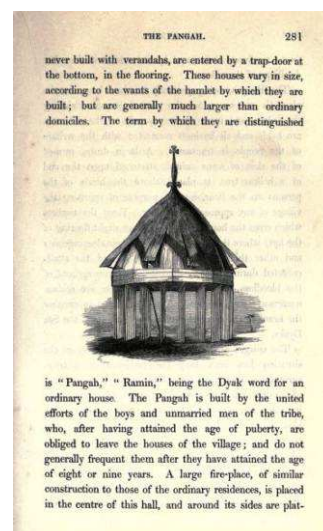 THE PANGAH. 281
never built with verandahs, are entered by a trap-door at
the bottom, in the flooring. These houses vary in size,
according to the wants of the hamlet by which they are
built; but are generally much larger than ordinary
domiciles. The term by which they are distinguished
is "Pangah," "Ramin," being the Dyak word for an
ordinary house. The Pangah is built by the united
efforts of the boys and unmarried men of the tribe,
who, after having attained the age of puberty, are
obliged to leave the houses of the village; and do not
generally frequent them after they have attained the age
of eight or nine years. A large fire-place, of similar
construction to those of the ordinary residences, is placed
in the centre of this hall, and around its sides are plat-